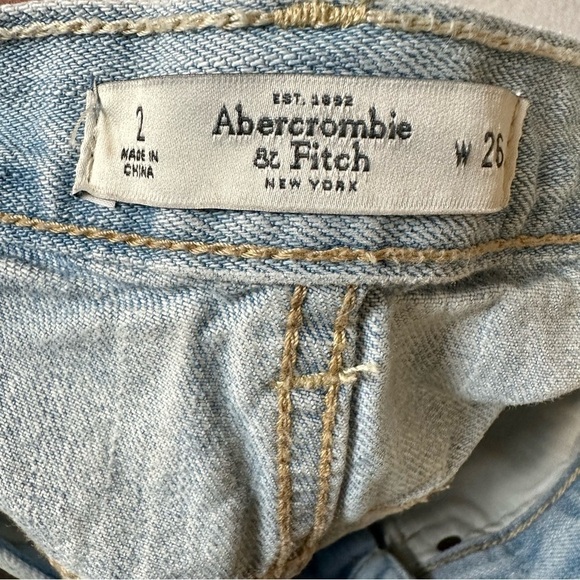 2
MADE IN
CHINA
EST. 1892
Abercrombie
& Fitch
NEW YORK
W 26